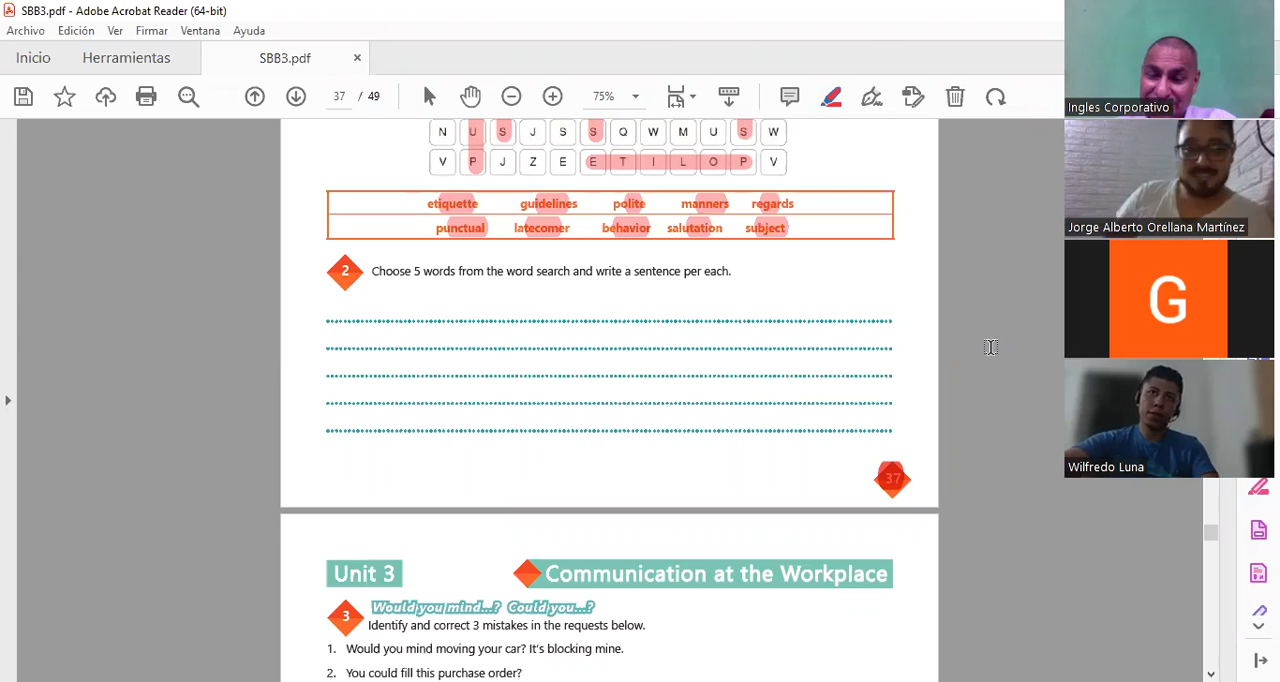 SBB3.pdf - Adobe Acrobat Reader (64-bit)
Archivo Edición Ver Firmar Ventana Ayuda
Inicio Herramientas SBB3.pdf ×
37 / 49 75%
N U S J S S Q W M U S W
V P J Z E E T I L O P V
etiquette guidelines polite manners regards
punctual latecomer behavior salutation subject
2 Choose 5 words from the word search and write a sentence per each.
37
Unit 3 Communication at the Workplace
3 Would you mind...? Could you...?
Identify and correct 3 mistakes in the requests below.
1. Would you mind moving your car? It's blocking mine.
2. You could fill this purchase order?
Ingles Corporativo
Jorge Alberto Orellana Martínez
G
Wilfredo Luna